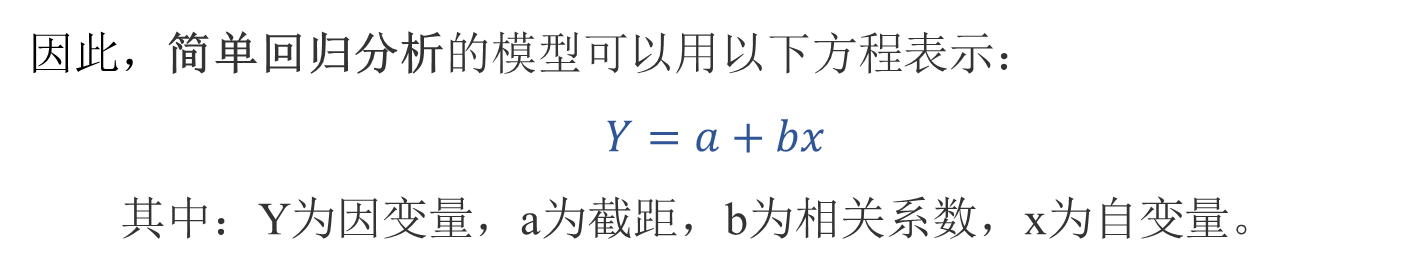 因此，简单回归分析的模型可以用以下方程表示：
Y = a + bx
其中：Y为因变量，a为截距，b为相关系数，x为自变量。